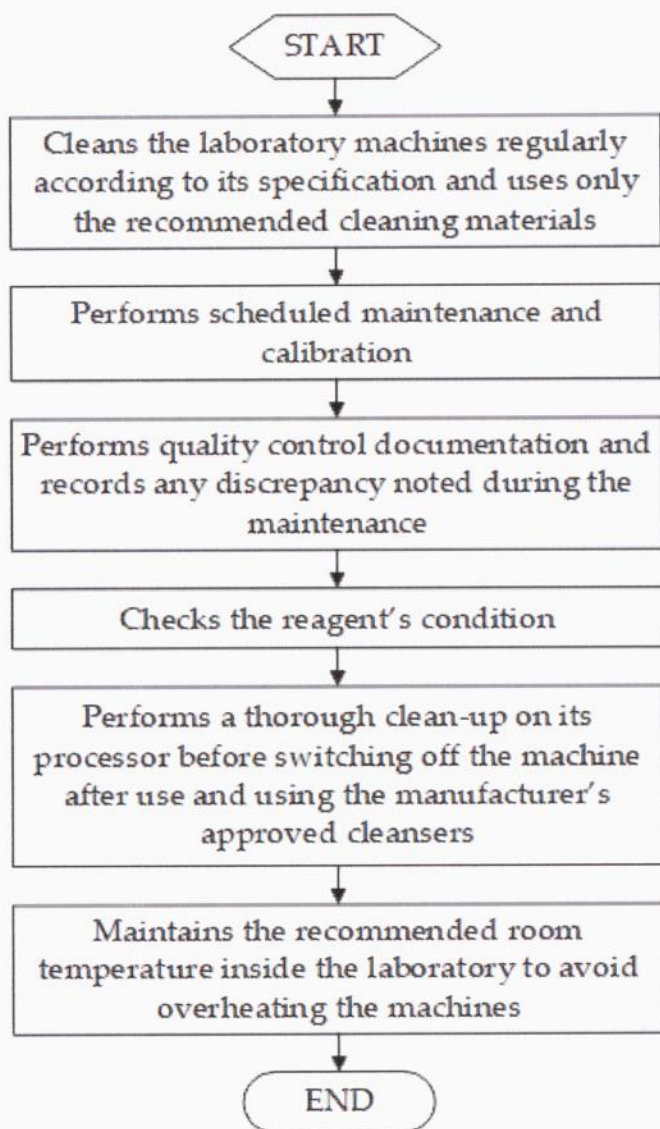 START
Cleans the laboratory machines regularly
according to its specification and uses only
the recommended cleaning materials
Performs scheduled maintenance and
calibration
Performs quality control documentation and
records any discrepancy noted during the
maintenance
Checks the reagent's condition
Performs a thorough clean-up on its
processor before switching off the machine
after use and using the manufacturer's
approved cleansers
Maintains the recommended room
temperature inside the laboratory to avoid
overheating the machines
END